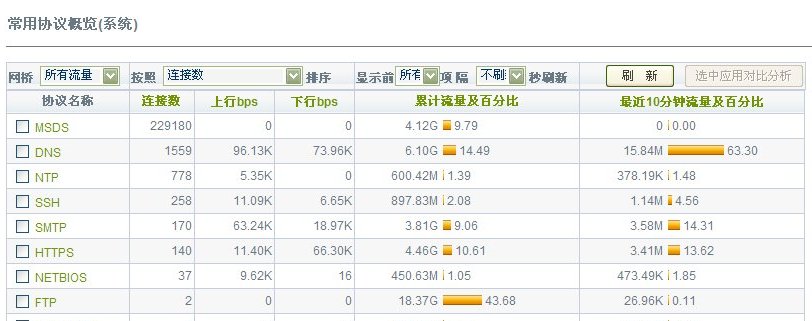 常用协议概览(系统)
网桥 所有流量 按照 连接数 排序 显示前 所有 项 隔 不刷 秒刷新 刷 新 选中应用对比分析
协议名称 连接数 上行bps 下行bps 累计流量及百分比 最近10分钟流量及百分比
MSDS 229180 0 0 4.12G 9.79 0 0.00
DNS 1559 96.13K 73.96K 6.10G 14.49 15.84M 63.30
NTP 778 5.35K 0 600.42M 1.39 378.19K 1.48
SSH 258 11.09K 6.65K 897.83M 2.08 1.14M 4.56
SMTP 170 63.24K 18.97K 3.81G 9.06 3.58M 14.31
HTTPS 140 11.40K 66.30K 4.46G 10.61 3.41M 13.62
NETBIOS 37 9.62K 16 450.63M 1.05 473.49K 1.85
FTP 2 0 0 18.37G 43.68 26.96K 0.11